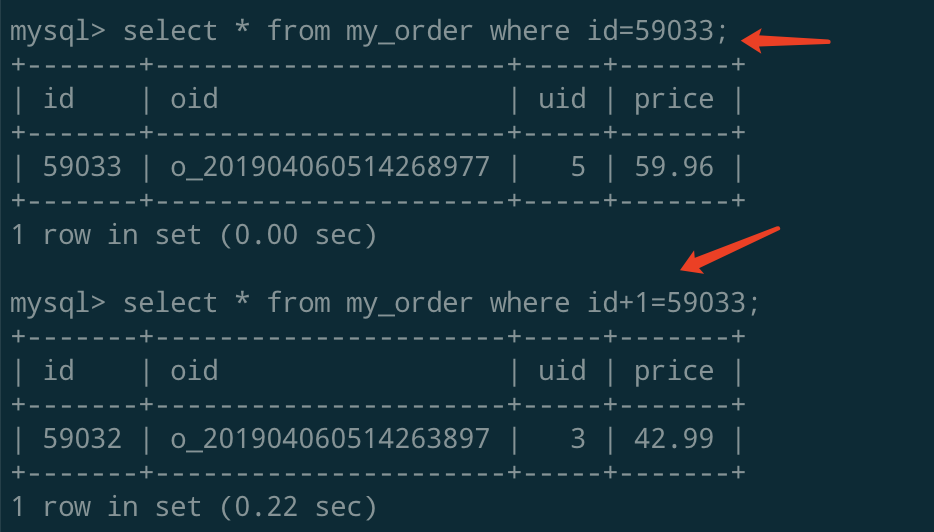 mysql> select * from my_order where id=59033;
+-------+----------------------+-----+-------+
| id    | oid                  | uid | price |
+-------+----------------------+-----+-------+
| 59033 | o_201904060514268977 |   5 | 59.96 |
+-------+----------------------+-----+-------+
1 row in set (0.00 sec)
mysql> select * from my_order where id+1=59033;
+-------+----------------------+-----+-------+
| id    | oid                  | uid | price |
+-------+----------------------+-----+-------+
| 59032 | o_201904060514263897 |   3 | 42.99 |
+-------+----------------------+-----+-------+
1 row in set (0.22 sec)